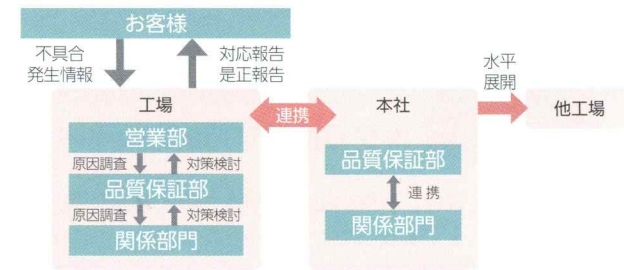 お客様
不具合
発生情報
対応報告
是正報告
水平
展開
工場
連携
本社
他工場
営業部
原因調査
対策検討
品質保証部
原因調査
対策検討
関係部門
品質保証部
連携
関係部門